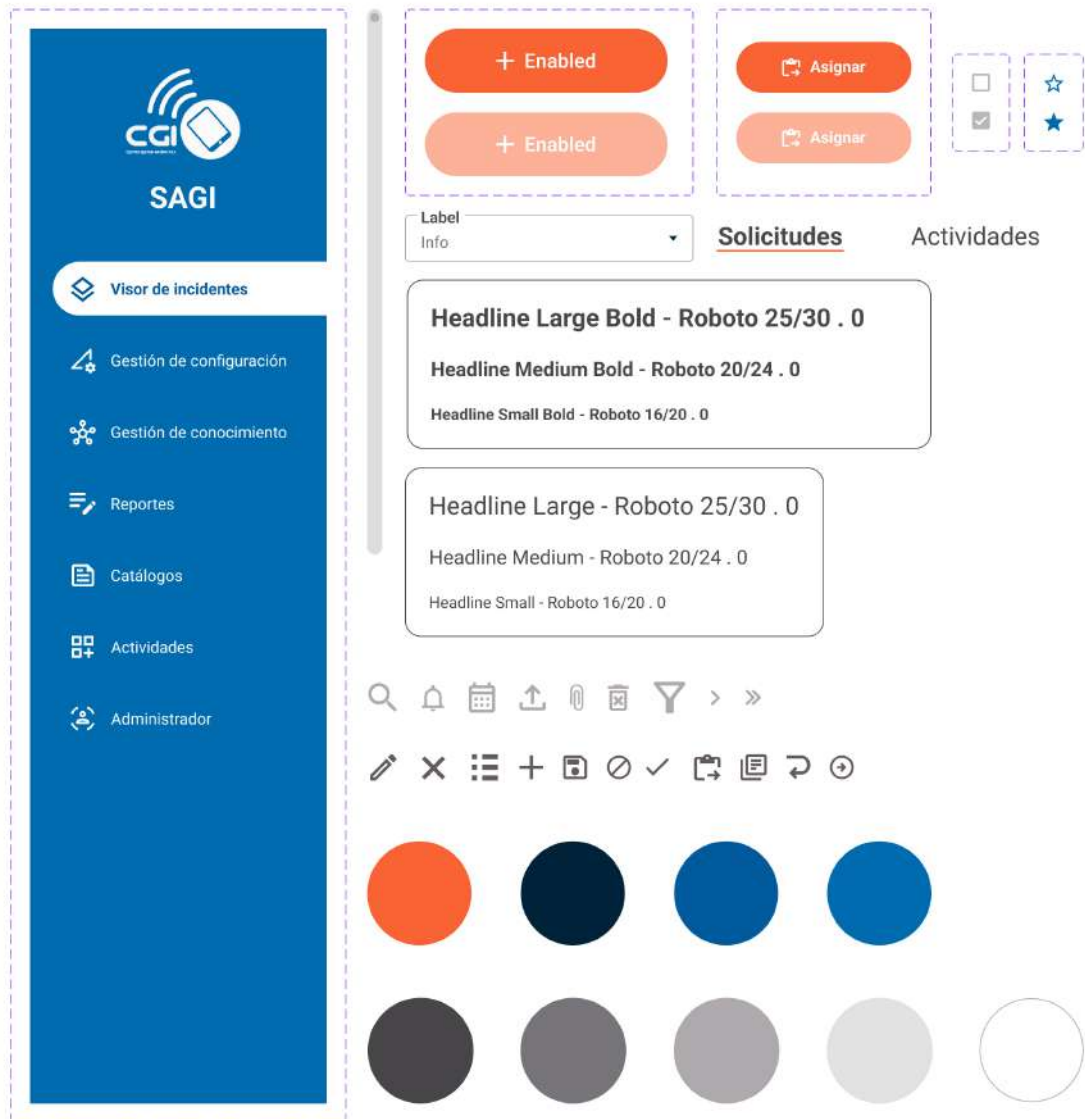 CGI
SAGI
Visor de incidentes
Gestión de configuración
Gestión de conocimiento
Reportes
Catálogos
Actividades
Administrador
+ Enabled
+ Enabled
Asignar
Asignar
Label
Info
Solicitudes
Actividades
Headline Large Bold - Roboto 25/30 . 0
Headline Medium Bold - Roboto 20/24 . 0
Headline Small Bold - Roboto 16/20 . 0
Headline Large - Roboto 25/30 . 0
Headline Medium - Roboto 20/24 . 0
Headline Small - Roboto 16/20 . 0